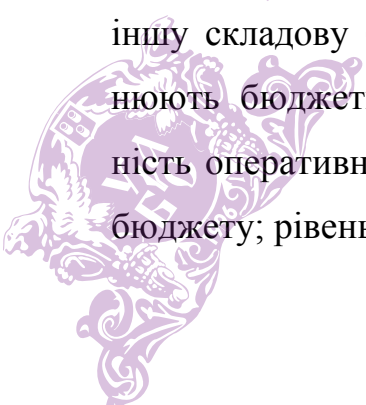 іншу складову
нюють бюджет
ність оперативн
бюджету; рівень